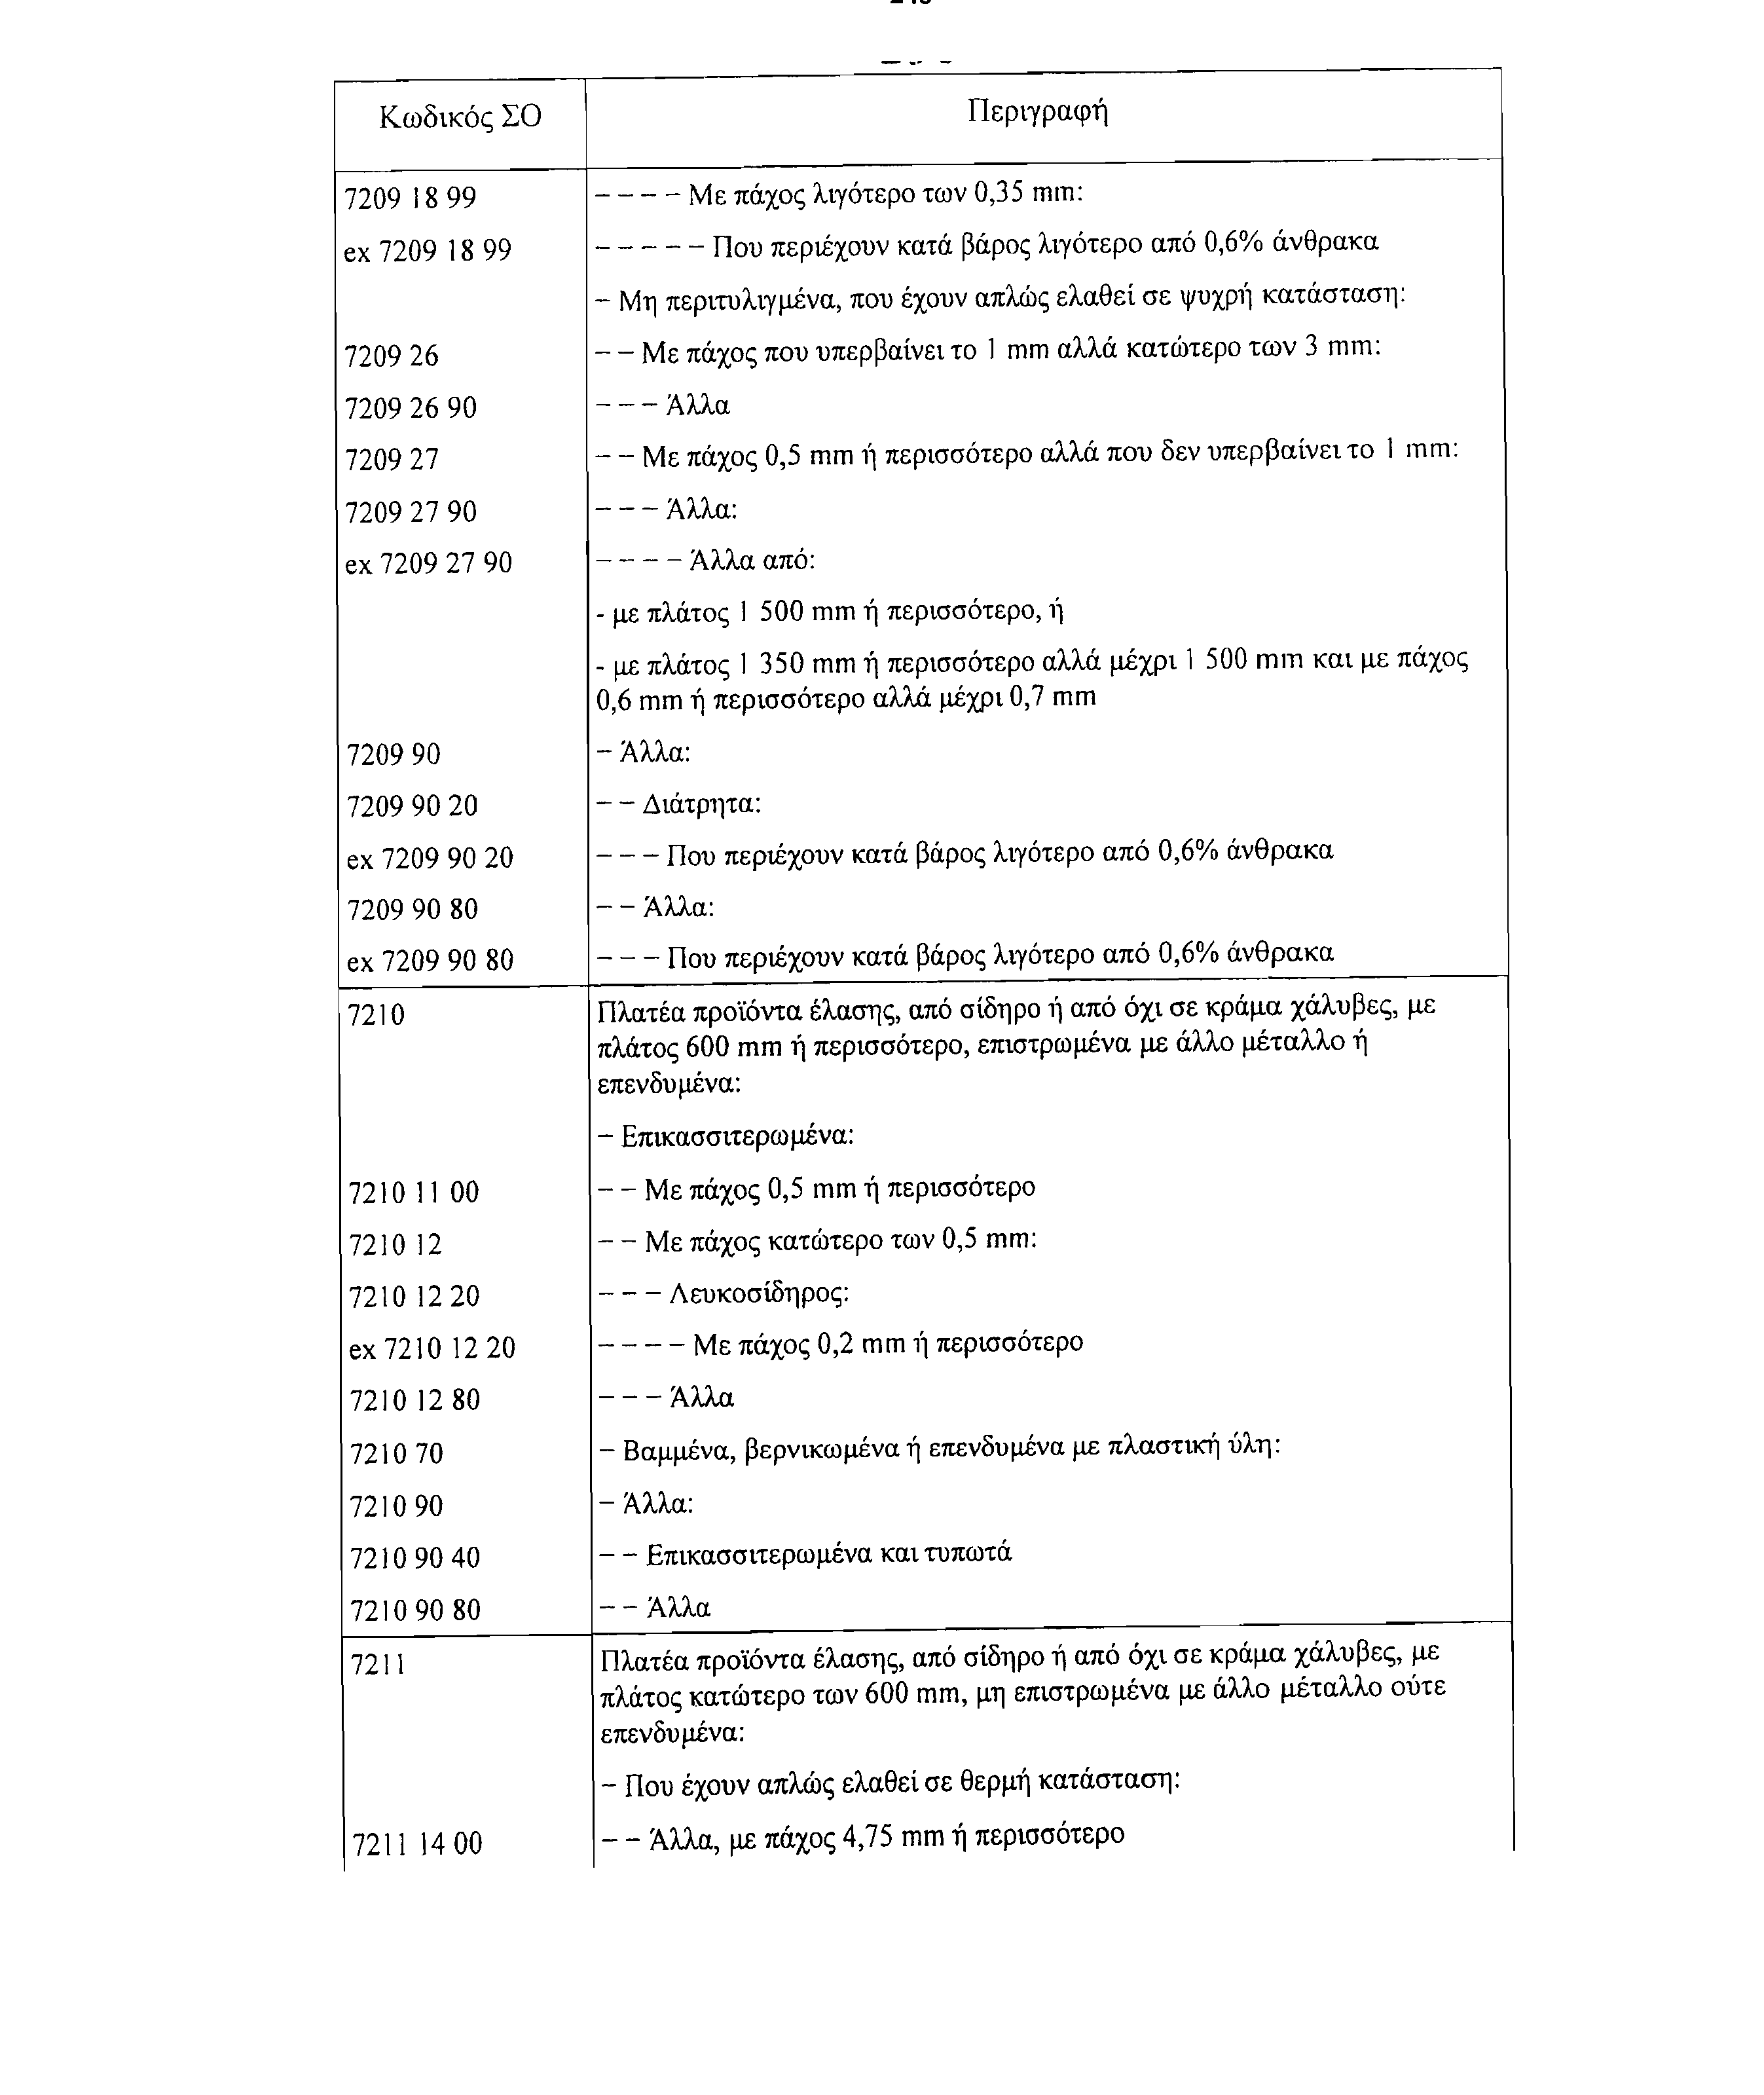 Κωδικός ΣΟ Περιγραφή
7209 18 99 – – – – Με πάχος λιγότερο των 0,35 mm:
ex 7209 18 99 – – – – – Που περιέχουν κατά βάρος λιγότερο από 0,6% άνθρακα
– Μη περιτυλιγμένα, που έχουν απλώς ελαθεί σε ψυχρή κατάσταση:
7209 26 – – Με πάχος που υπερβαίνει το 1 mm αλλά κατώτερο των 3 mm:
7209 26 90 – – – Άλλα
7209 27 – – Με πάχος 0,5 mm ή περισσότερο αλλά που δεν υπερβαίνει το 1 mm:
7209 27 90 – – – Άλλα:
ex 7209 27 90 – – – – Άλλα από:
- με πλάτος 1 500 mm ή περισσότερο, ή
- με πλάτος 1 350 mm ή περισσότερο αλλά μέχρι 1 500 mm και με πάχος
0,6 mm ή περισσότερο αλλά μέχρι 0,7 mm
7209 90 – Άλλα:
7209 90 20 – – Διάτρητα:
ex 7209 90 20 – – – Που περιέχουν κατά βάρος λιγότερο από 0,6% άνθρακα
7209 90 80 – – Άλλα:
ex 7209 90 80 – – – Που περιέχουν κατά βάρος λιγότερο από 0,6% άνθρακα
7210 Πλατέα προϊόντα έλασης, από σίδηρο ή από όχι σε κράμα χάλυβες, με
πλάτος 600 mm ή περισσότερο, επιστρωμένα με άλλο μέταλλο ή
επενδυμένα:
– Επικασσιτερωμένα:
7210 11 00 – – Με πάχος 0,5 mm ή περισσότερο
7210 12 – – Με πάχος κατώτερο των 0,5 mm:
7210 12 20 – – – Λευκοσίδηρος:
ex 7210 12 20 – – – – Με πάχος 0,2 mm ή περισσότερο
7210 12 80 – – – Άλλα
7210 70 – Βαμμένα, βερνικωμένα ή επενδυμένα με πλαστική ύλη:
7210 90 – Άλλα:
7210 90 40 – – Επικασσιτερωμένα και τυπωτά
7210 90 80 – – Άλλα
7211 Πλατέα προϊόντα έλασης, από σίδηρο ή από όχι σε κράμα χάλυβες, με
πλάτος κατώτερο των 600 mm, μη επιστρωμένα με άλλο μέταλλο ούτε
επενδυμένα:
– Που έχουν απλώς ελαθεί σε θερμή κατάσταση:
7211 14 00 – – Άλλα, με πάχος 4,75 mm ή περισσότερο